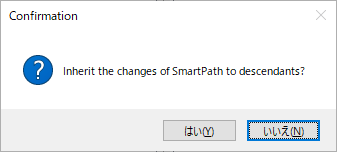 Confirmation
Inherit the changes of SmartPath to descendants?
はい(Y)
いいえ(N)